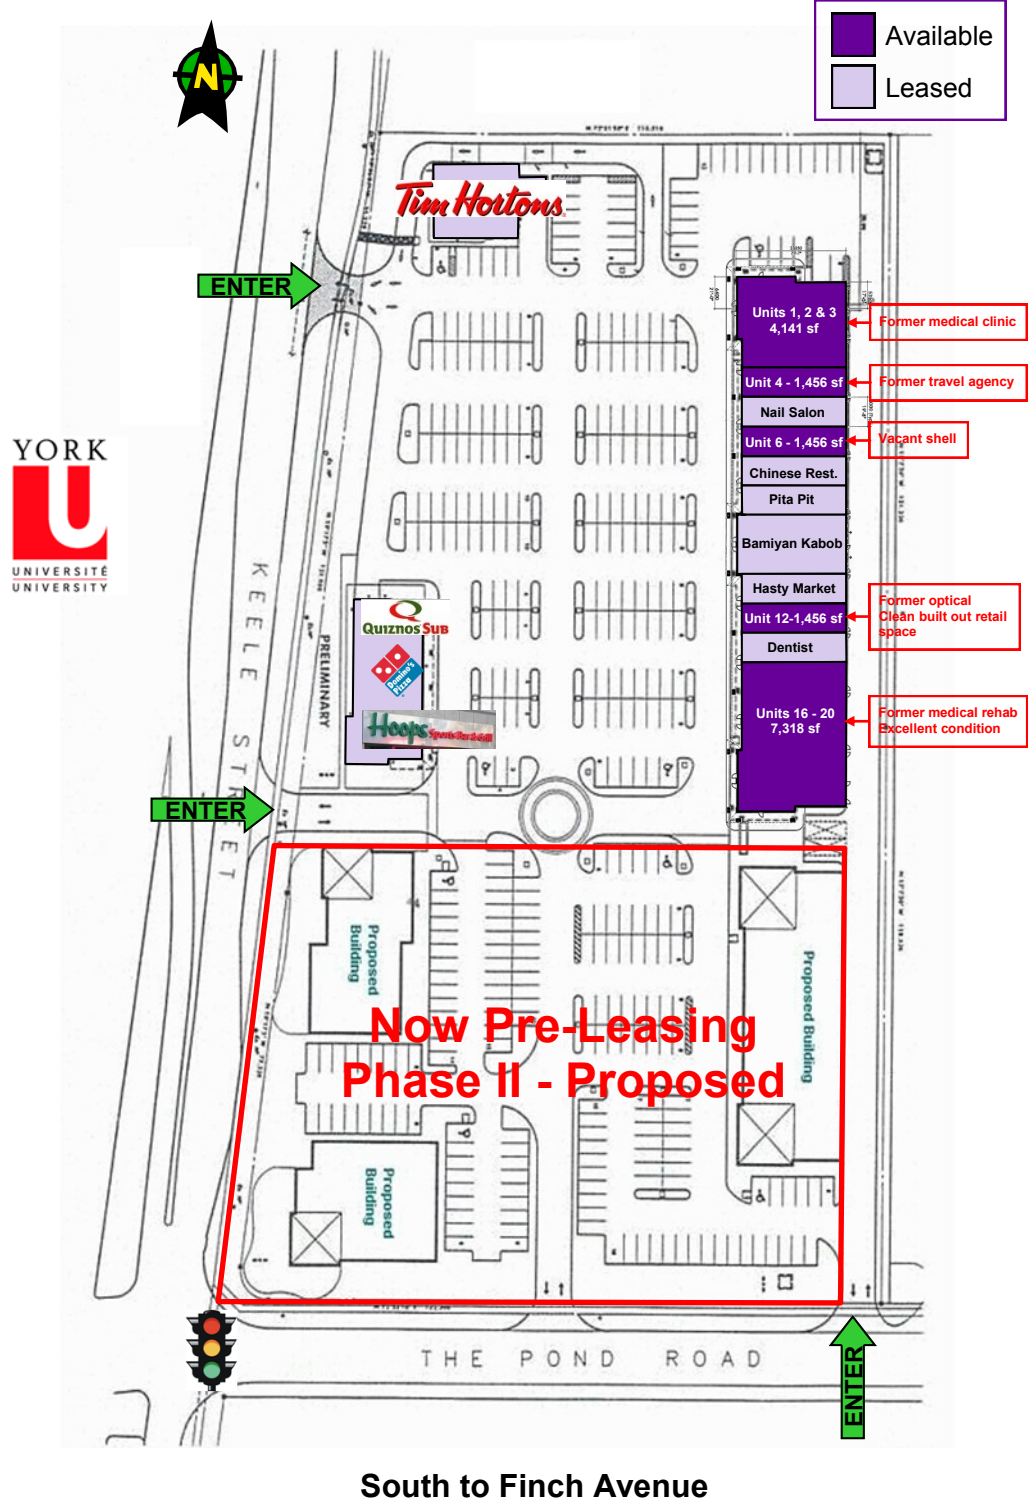 Available
Leased
N
Tim Hortons
ENTER
Units 1, 2 & 3
4,141 sf
Former medical clinic
Unit 4 - 1,456 sf
Former travel agency
Nail Salon
Unit 6 - 1,456 sf
Vacant shell
Chinese Rest.
Pita Pit
Bamiyan Kabob
Hasty Market
Unit 12-1,456 sf
Former optical
Clean built out retail
space
Dentist
Units 16 - 20
7,318 sf
Former medical rehab
Excellent condition
YORK
U
UNIVERSITÉ
UNIVERSITY
KEELE STREET
PRELIMINARY
QUIZNOS SUB
Domino's
Pizza
Hoops Sports Bar & Grill
ENTER
Proposed
Building
Proposed Building
Now Pre-Leasing
Phase II - Proposed
Proposed
Building
THE POND ROAD
ENTER
South to Finch Avenue